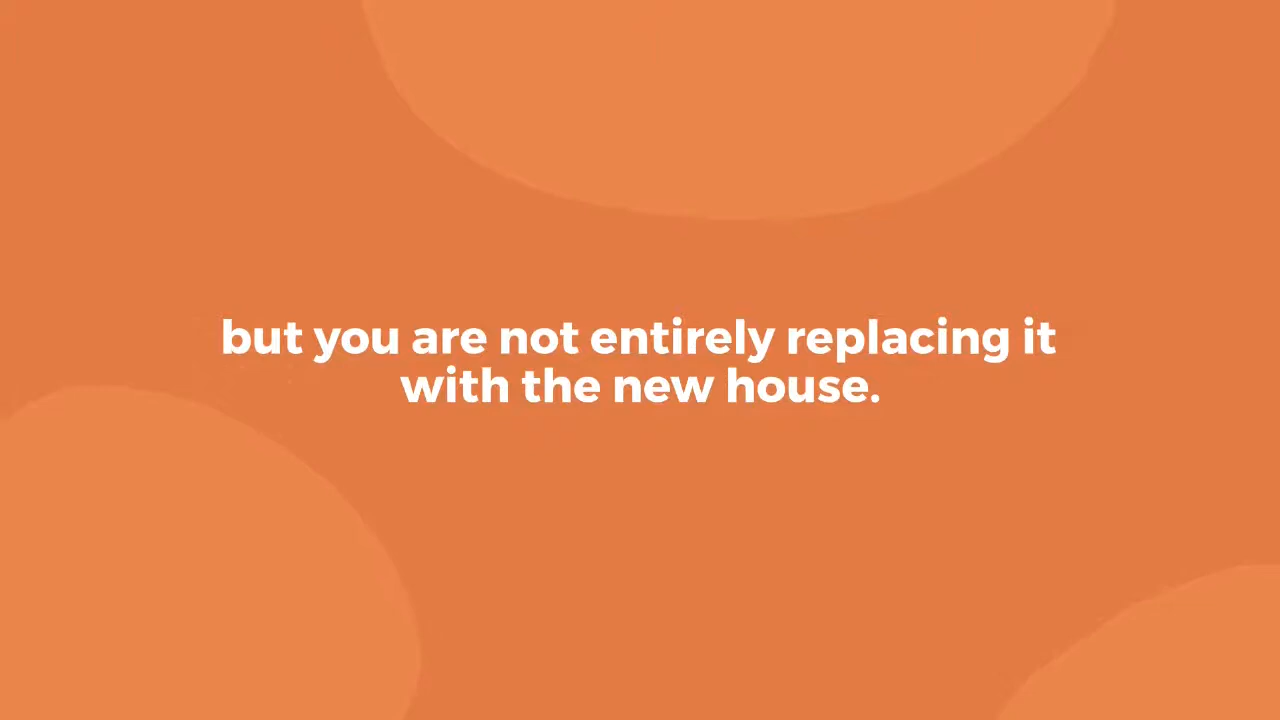 but you are not entirely replacing it
with the new house.